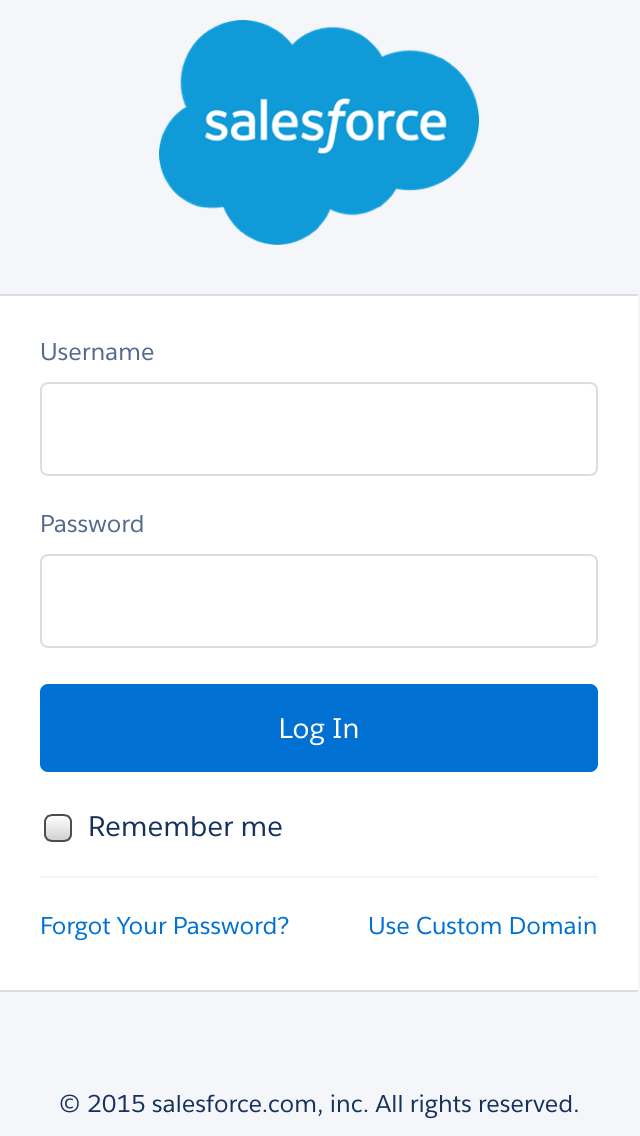 salesforce
Username
Password
Log In
Remember me
Forgot Your Password? Use Custom Domain
© 2015 salesforce.com, inc. All rights reserved.